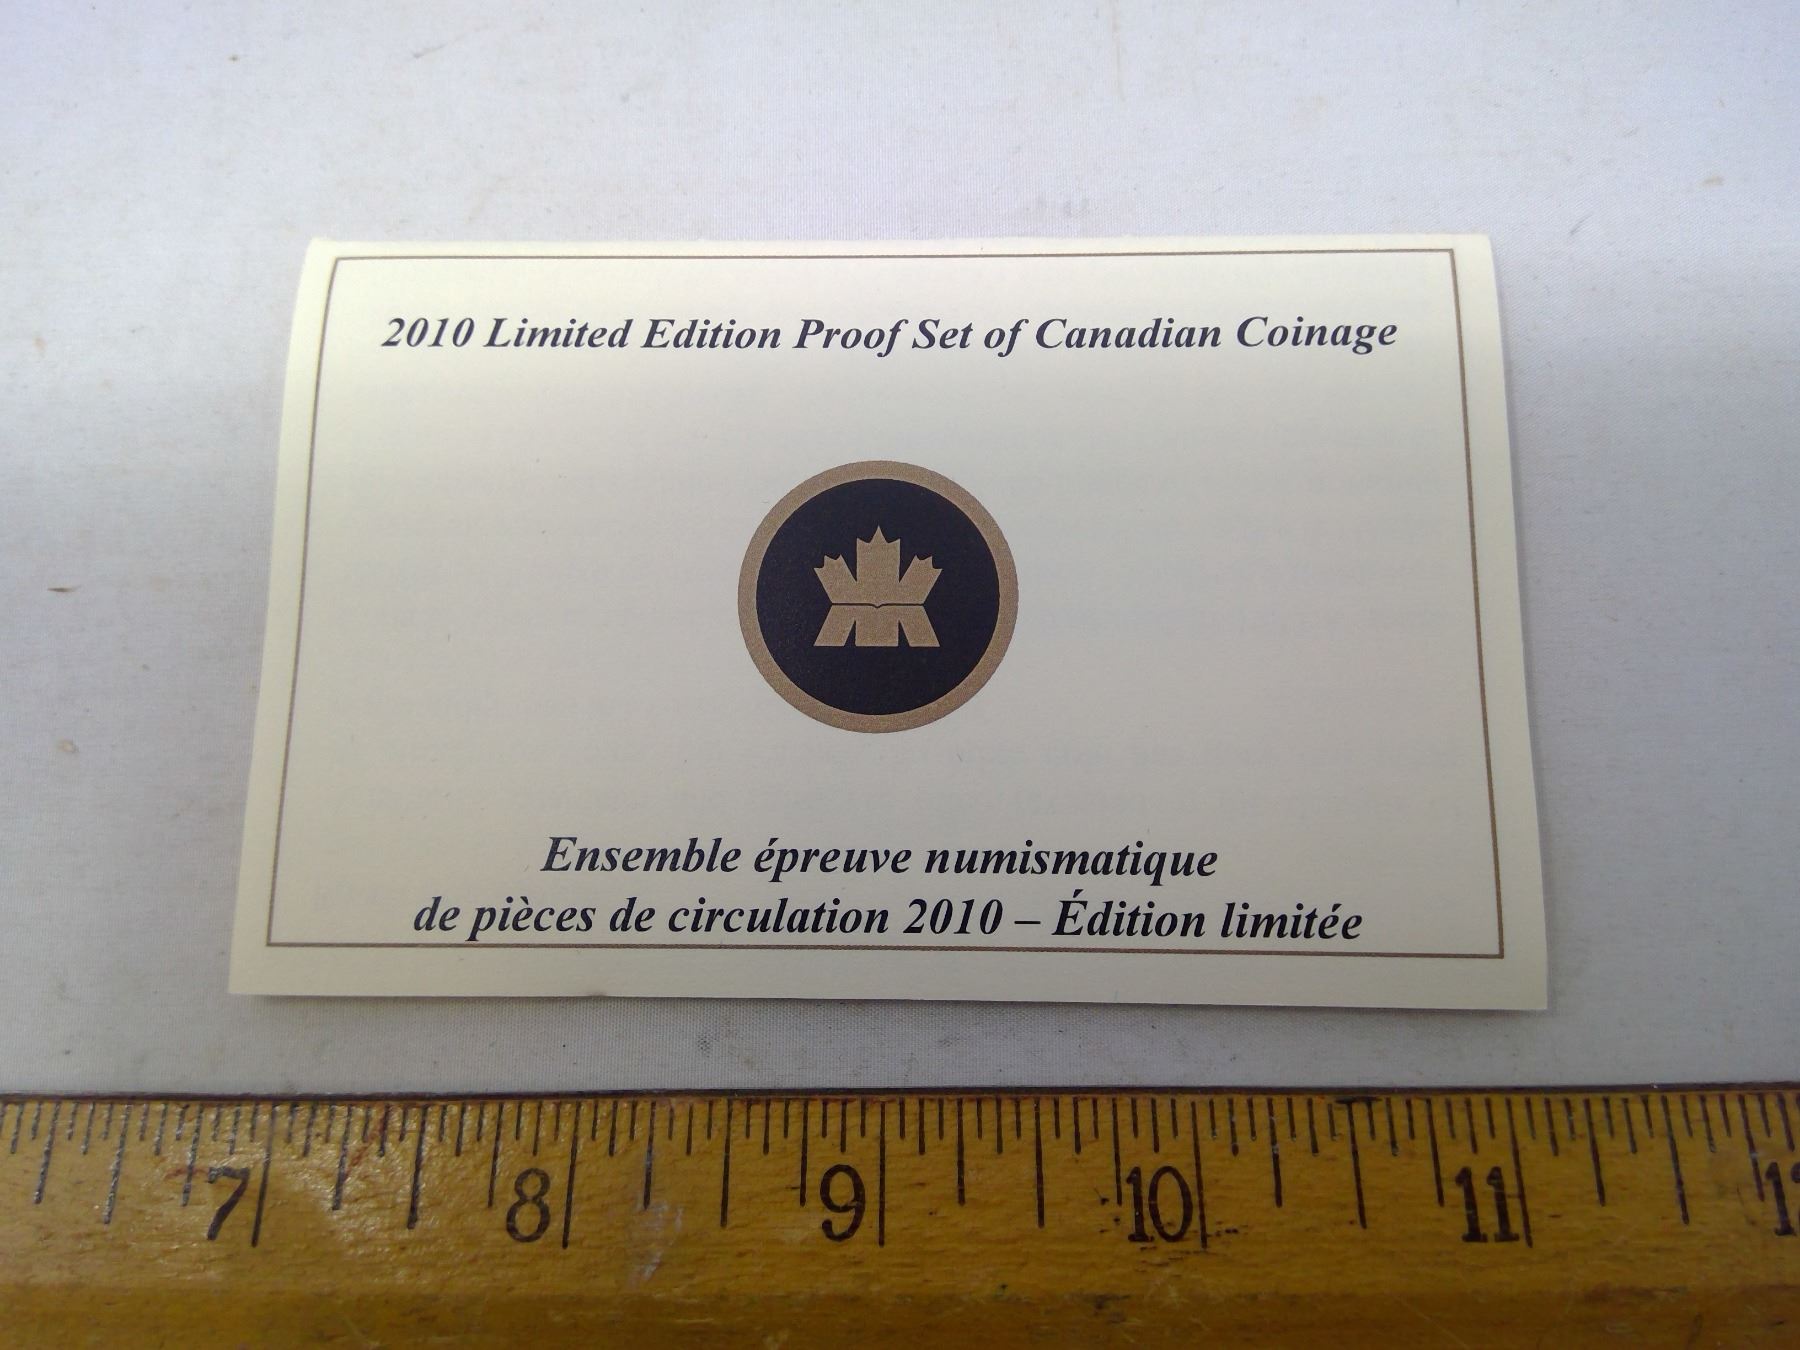 2010 Limited Edition Proof Set of Canadian Coinage
Ensemble épreuve numismatique
de pièces de circulation 2010 – Édition limitée
7 8 9 10 11